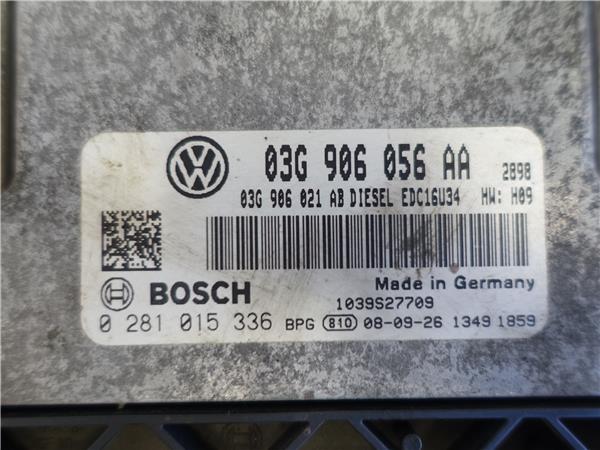 03G 906 056 AA 2898
03G 906 021 AB DIESEL EDC16U34 HW: H09
Made in Germany
BOSCH 1039S27709
0 281 015 336 BPG 810 08-09-26 1349 1859